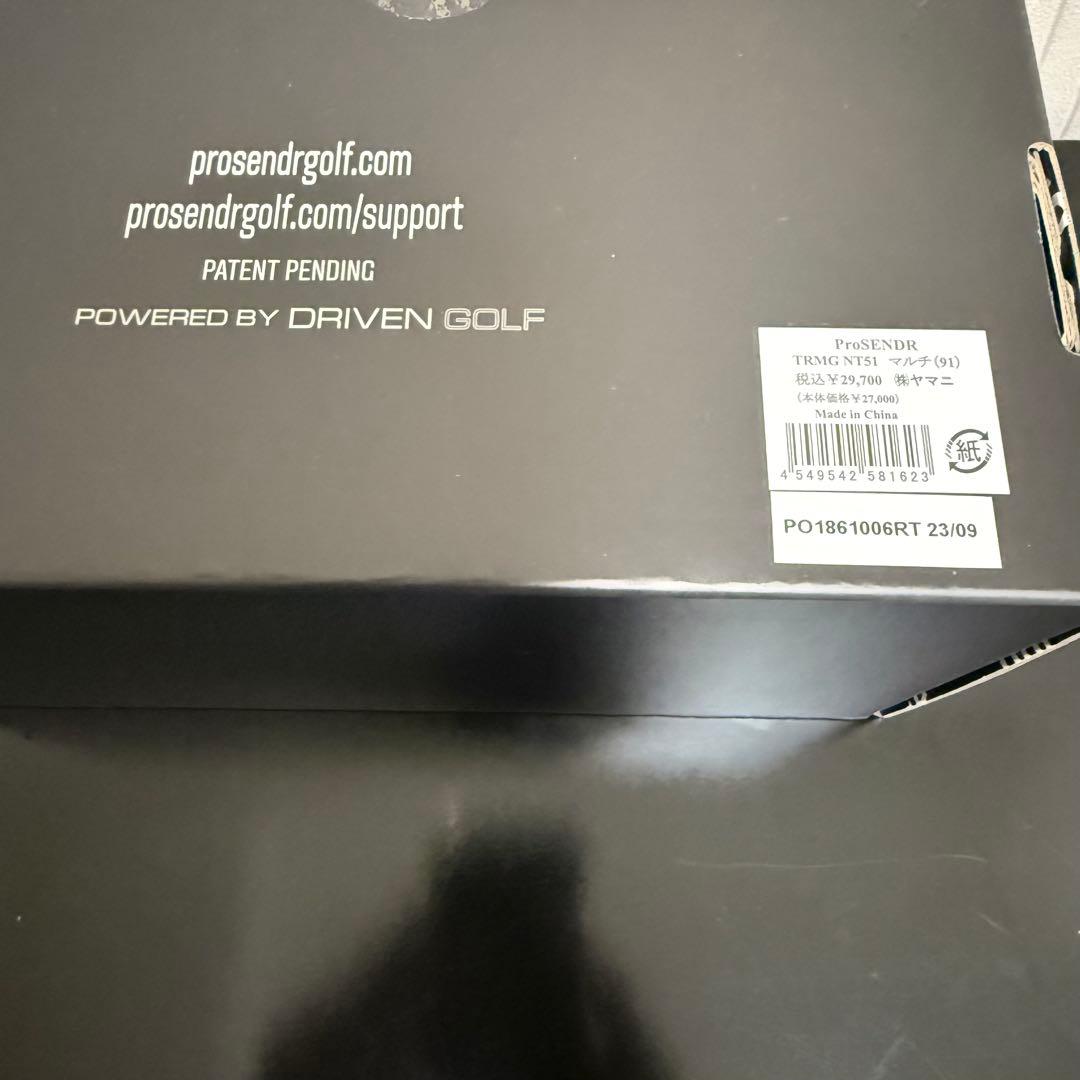 prosendrgolf.com
prosendrgolf.com/support
PATENT PENDING
POWERED BY DRIVEN GOLF
ProSENDR
TRMG NT51 マルチ(91)
税込¥29,700 ㈱ヤマニ
(本体価格¥27,000)
Made in China
4 549542 581623
紙
PO1861006RT 23/09